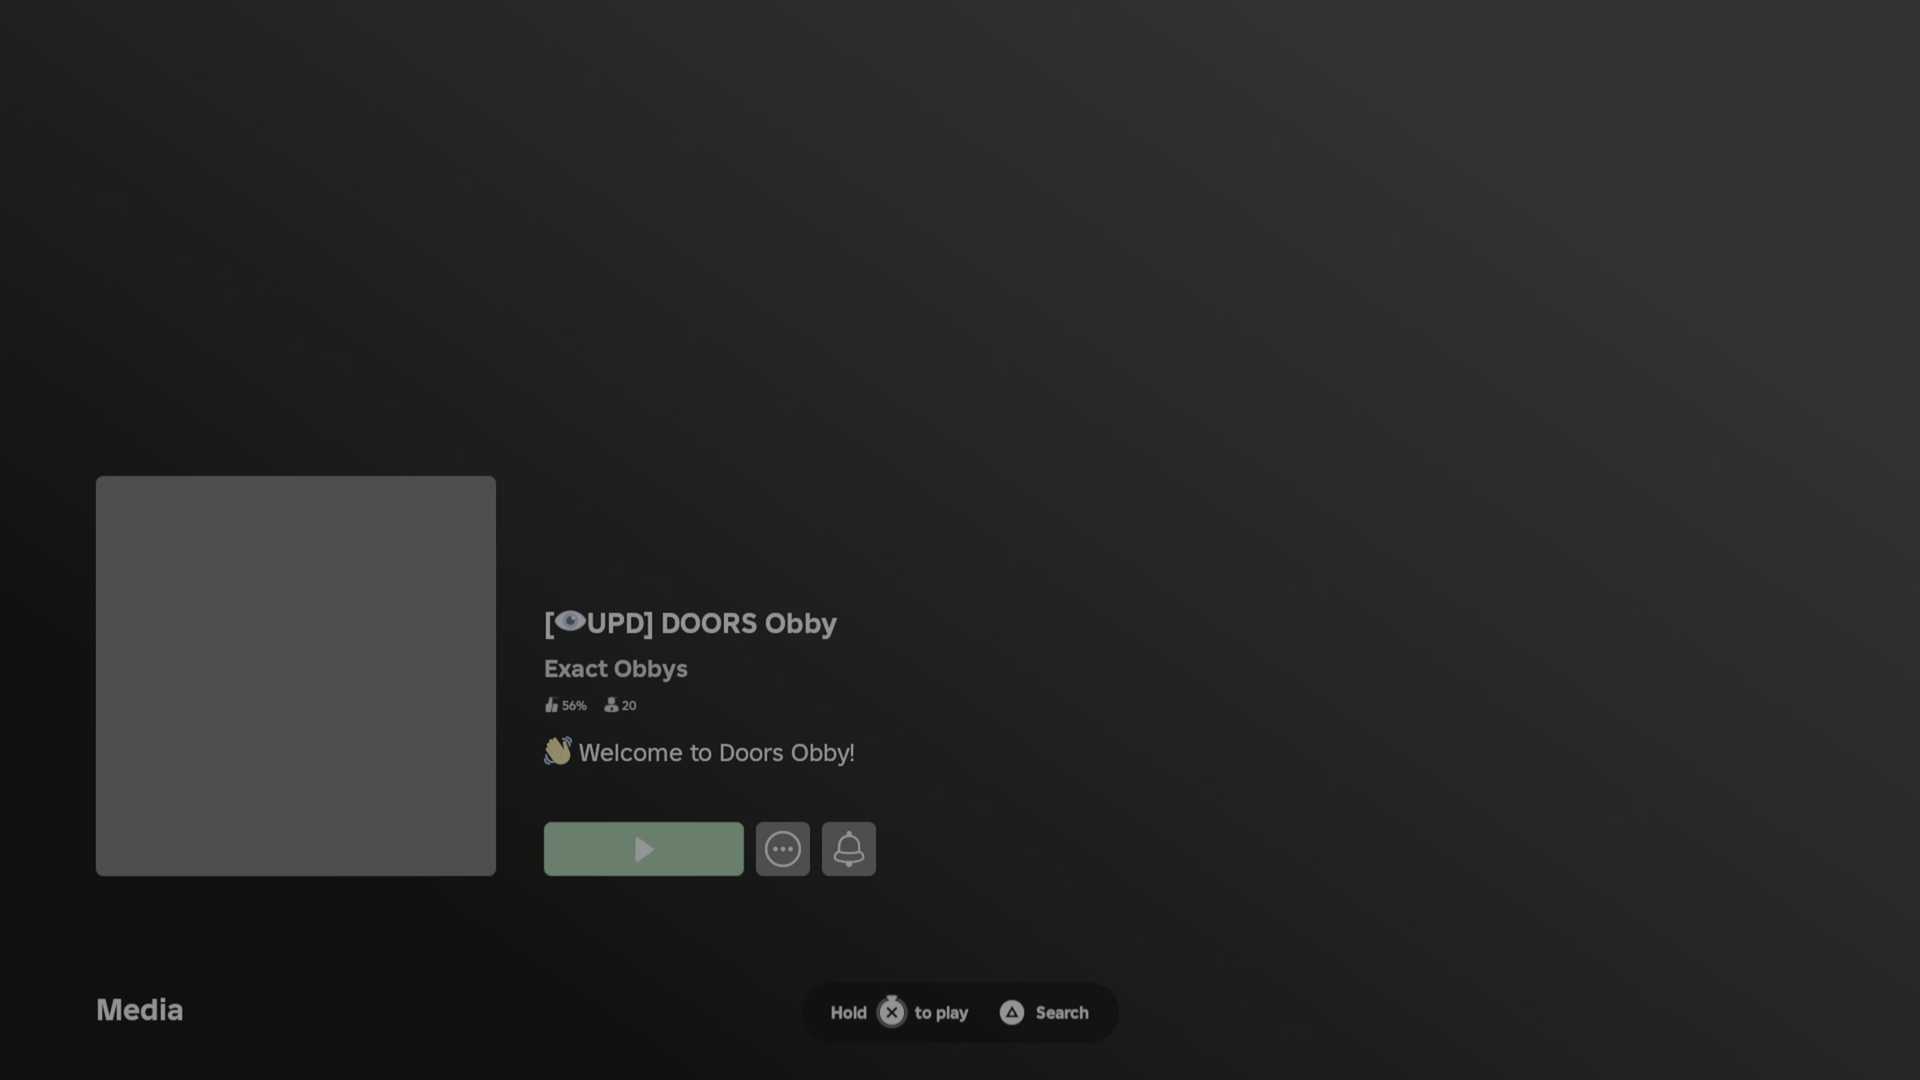 [👁UPD] DOORS Obby
Exact Obbys
56% 20
👋 Welcome to Doors Obby!
Media
Hold to play Search